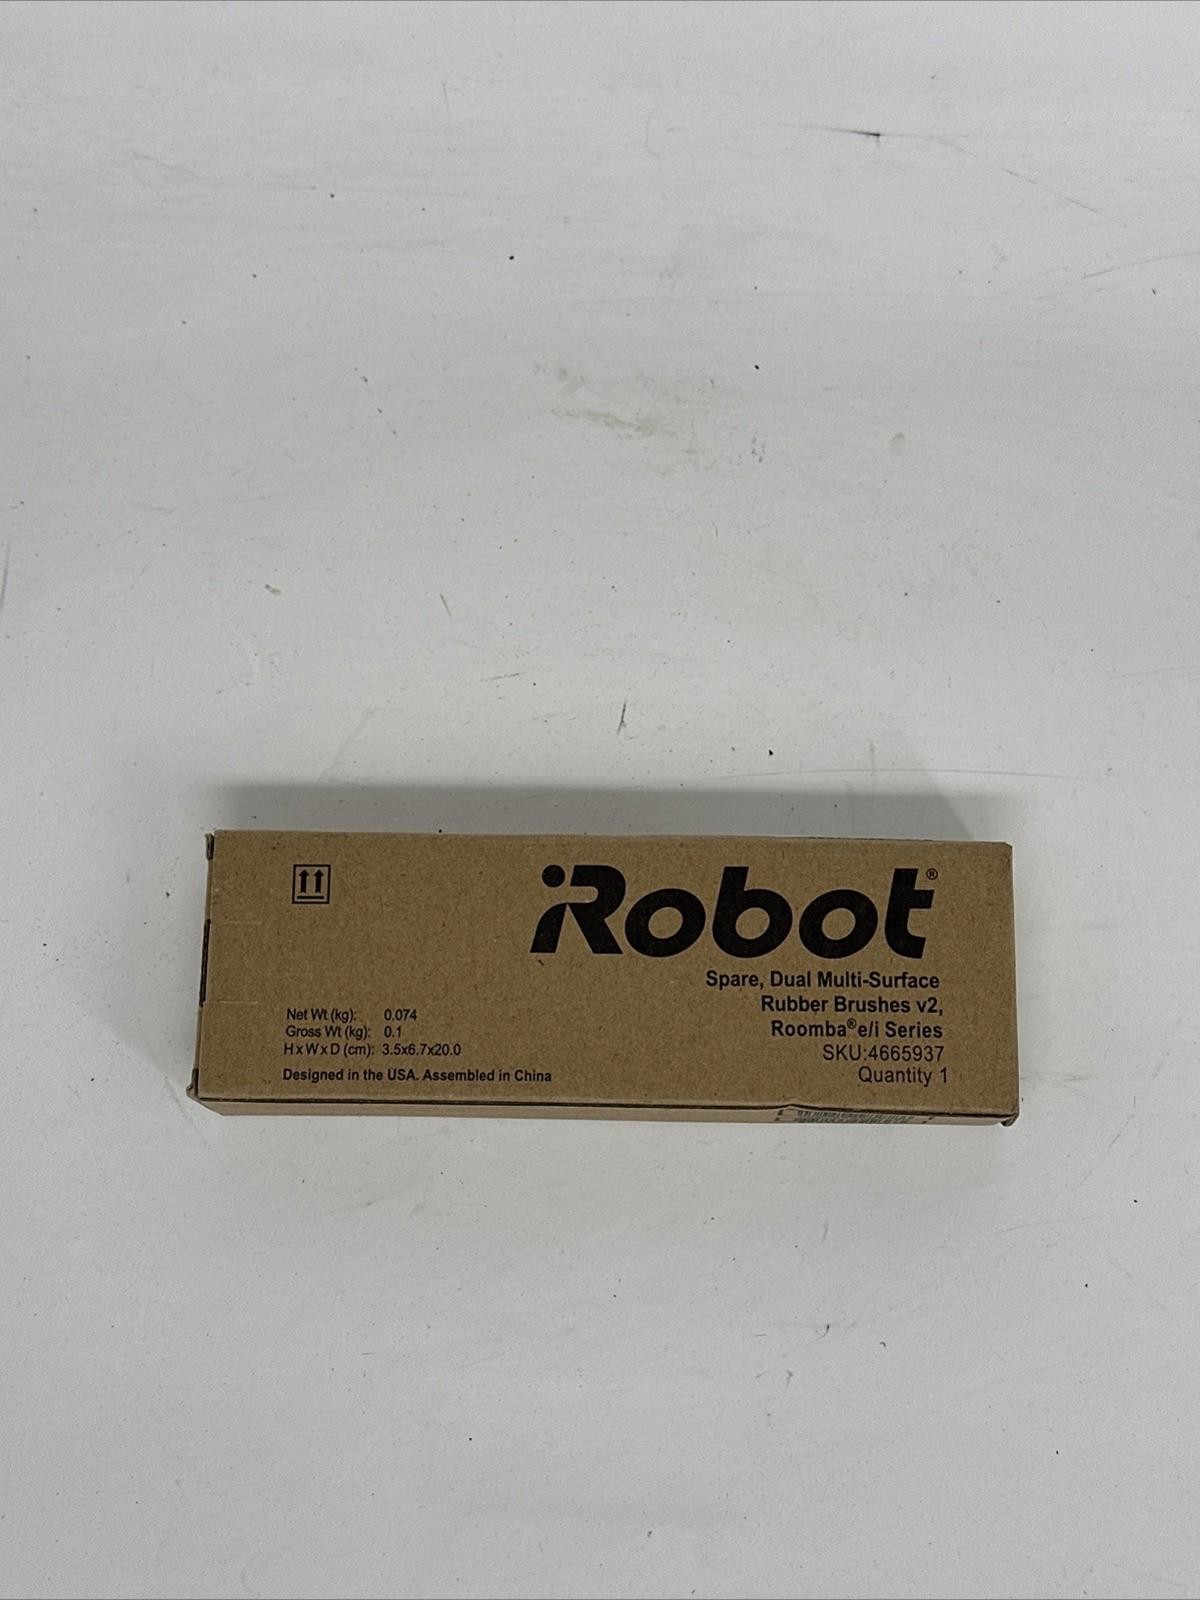 iRobot®
Spare, Dual Multi-Surface
Rubber Brushes v2,
Roomba®e/i Series
SKU:4665937
Quantity 1
Net Wt (kg): 0.074
Gross Wt (kg): 0.1
H x W x D (cm): 3.5x6.7x20.0
Designed in the USA. Assembled in China